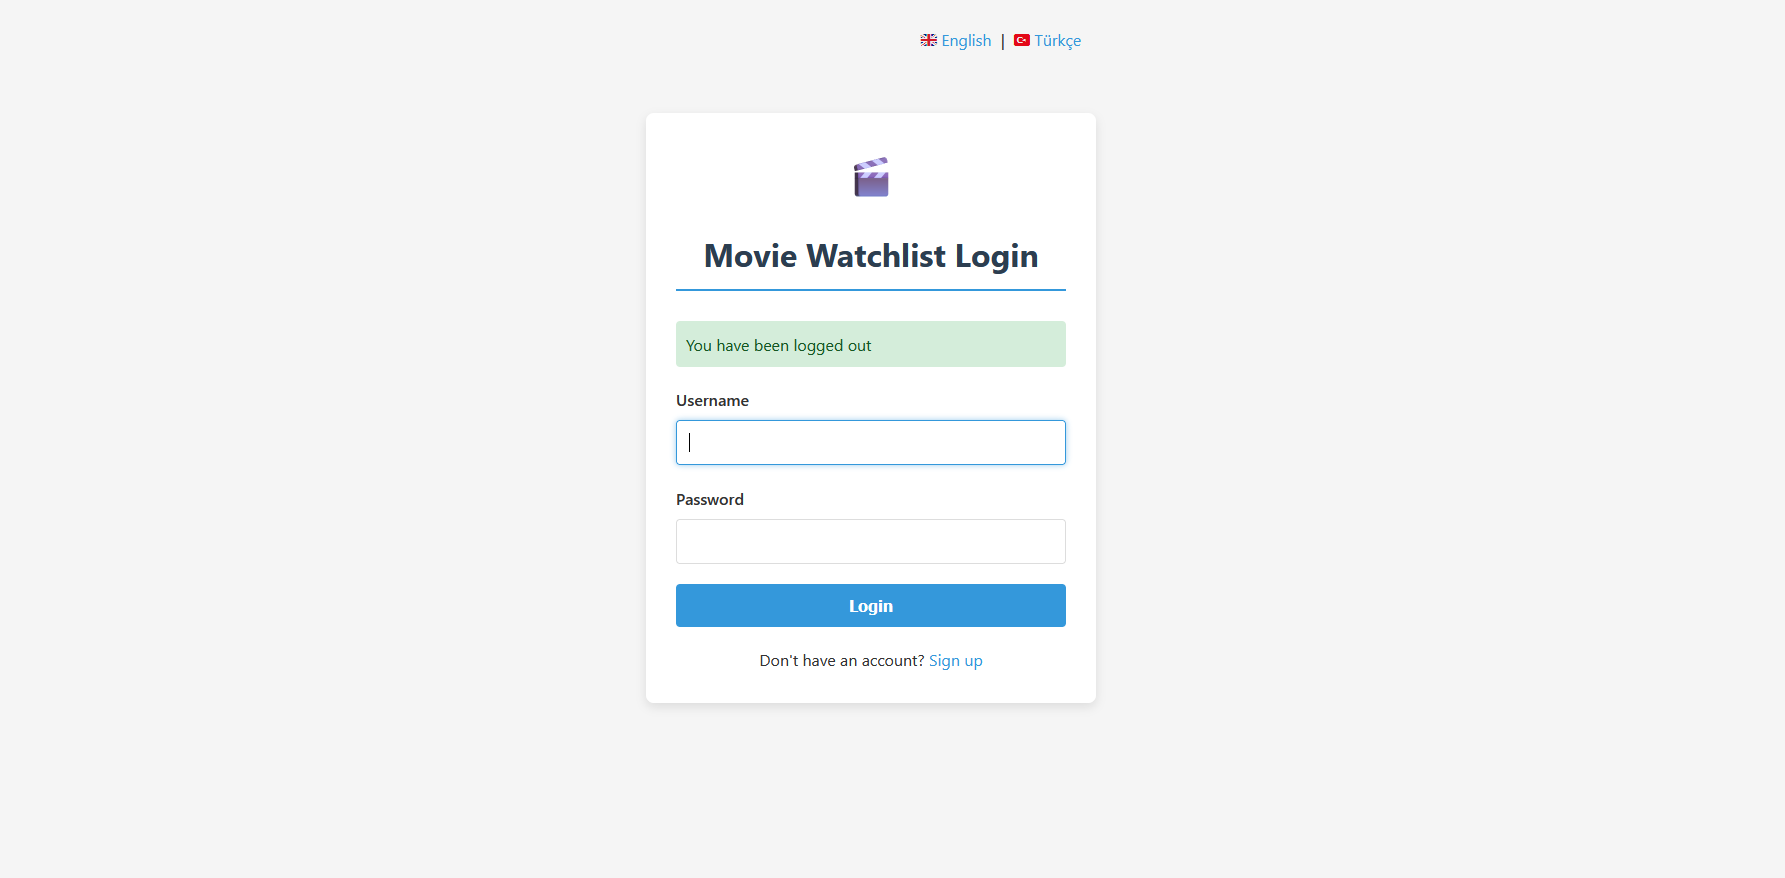 English | Türkçe
Movie Watchlist Login
You have been logged out
Username
Password
Login
Don't have an account? Sign up